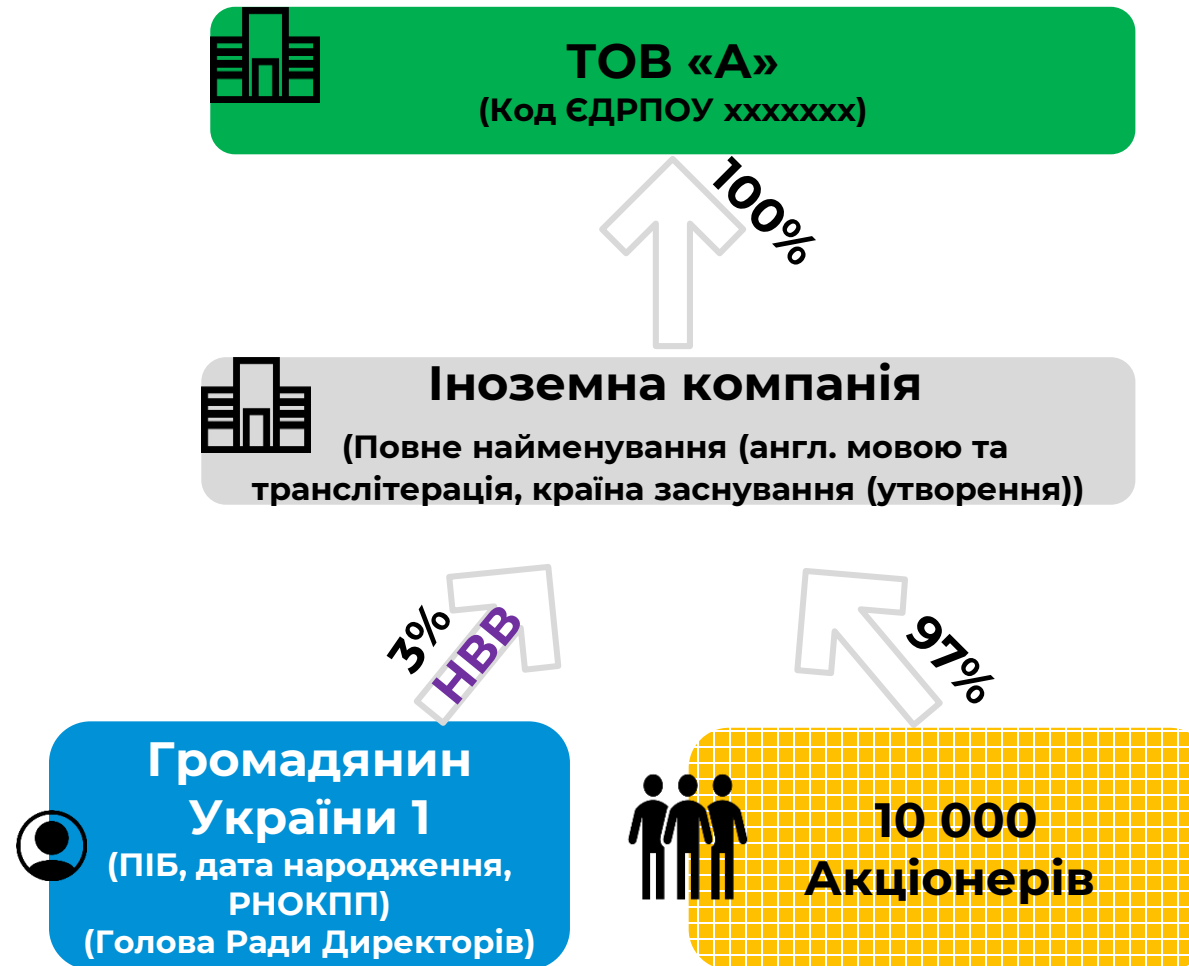 ТОВ «А»
(Код ЄДРПОУ ххххххх)
100%
Іноземна компанія
(Повне найменування (англ. мовою та
транслітерація, країна заснування (утворення))
3%
НВВ
97%
Громадянин
України 1
(ПІБ, дата народження,
РНОКПП)
(Голова Ради Директорів)
10 000
Акціонерів